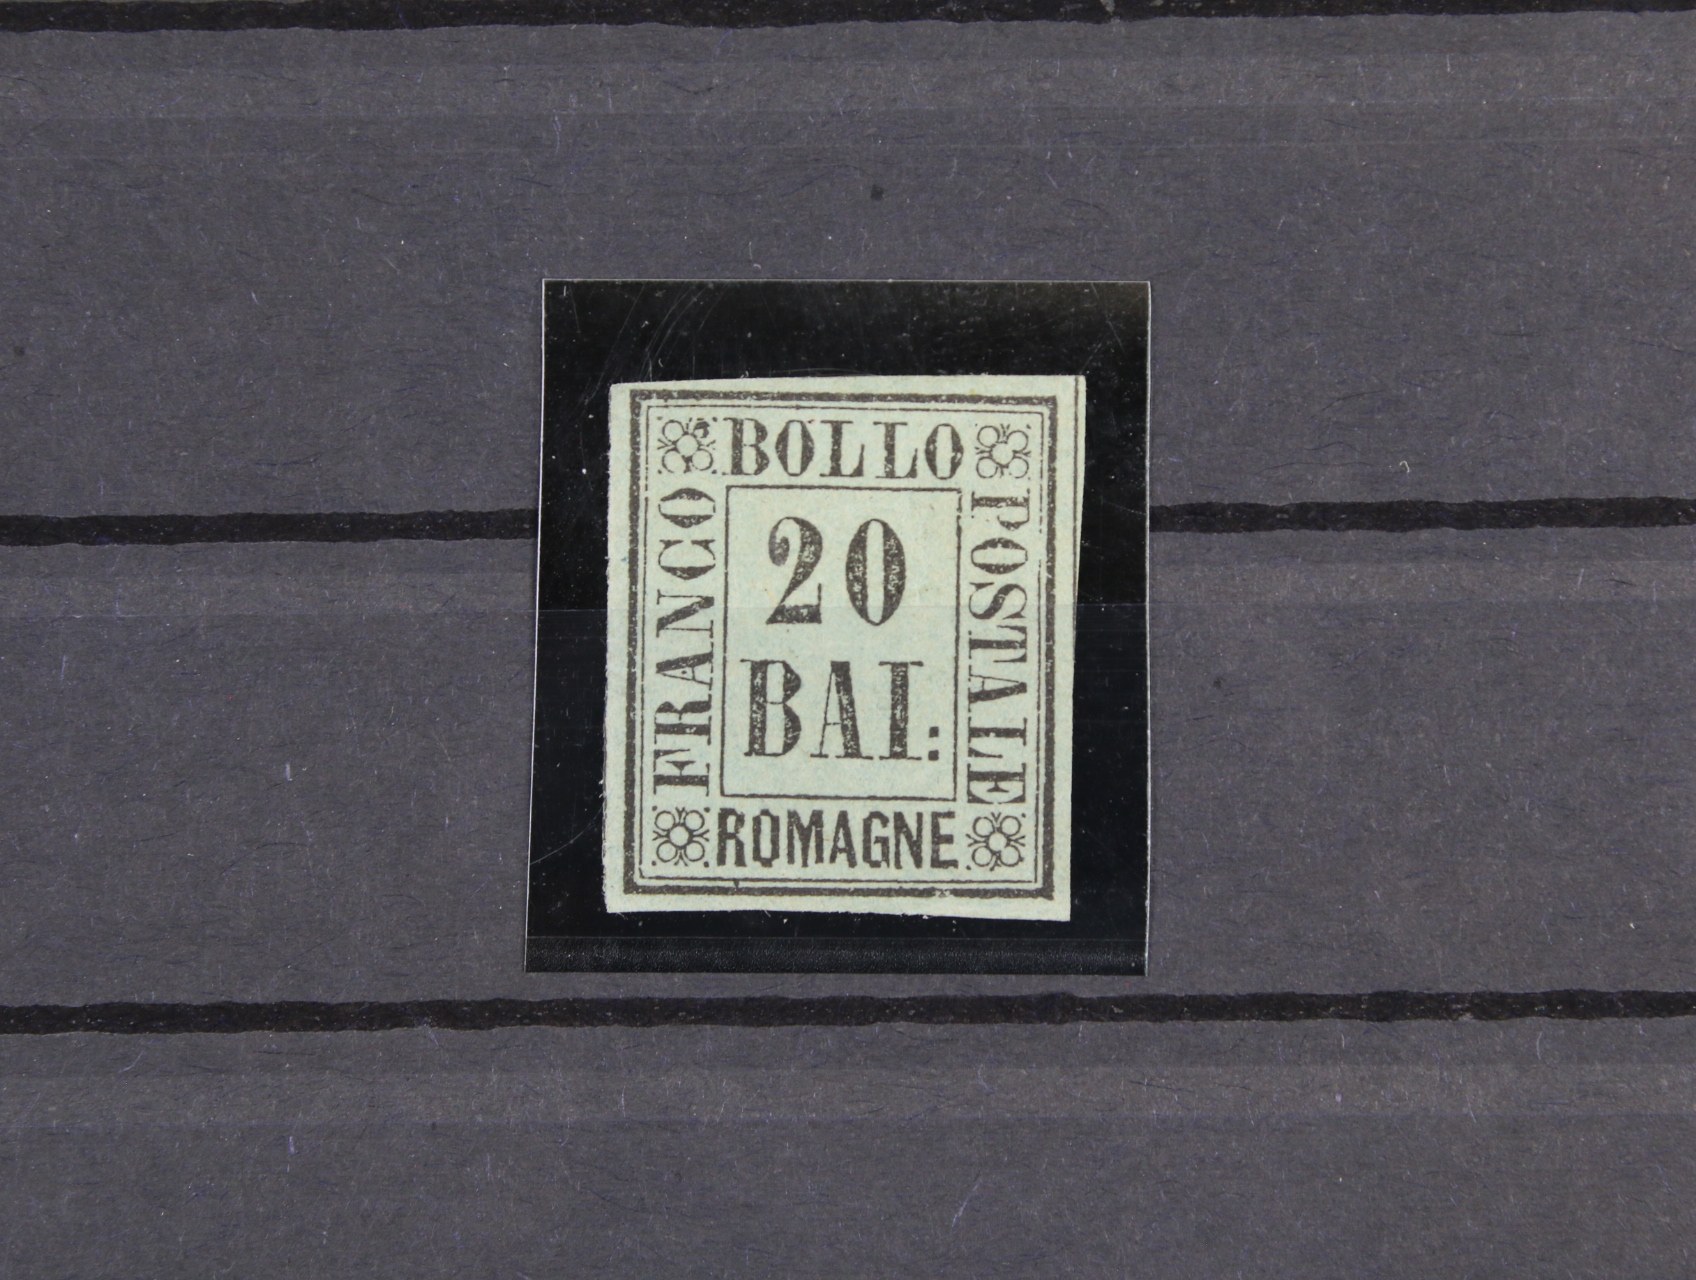 BOLLO
FRANCO
POSTALE
20
BAI:
ROMAGNE